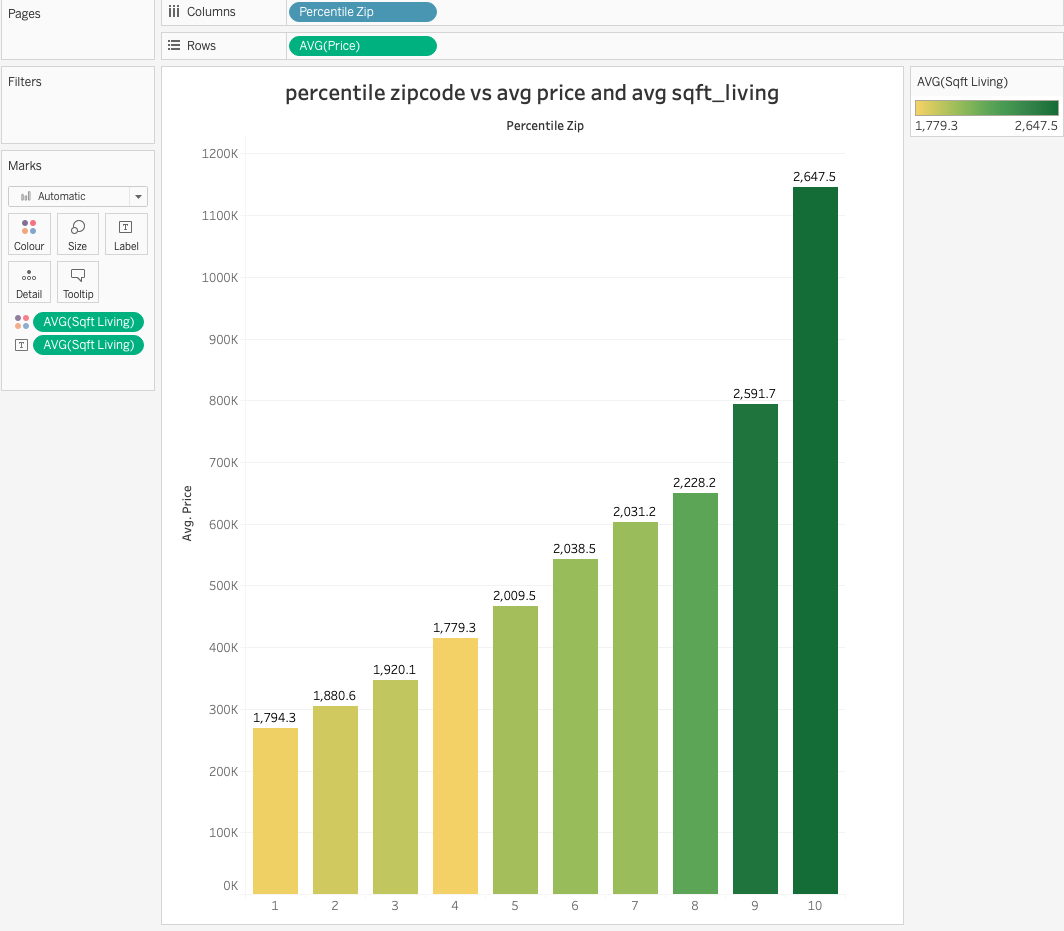 Pages
Columns
Percentile Zip
Rows
AVG(Price)
Filters
Marks
Automatic
Colour
Size
Label
Detail
Tooltip
AVG(Sqft Living)
AVG(Sqft Living)
percentile zipcode vs avg price and avg sqft_living
Percentile Zip
1200K
1100K
1000K
900K
800K
700K
600K
500K
400K
300K
200K
100K
0K
Avg. Price
1,794.3
1,880.6
1,920.1
1,779.3
2,009.5
2,038.5
2,031.2
2,228.2
2,591.7
2,647.5
1 2 3 4 5 6 7 8 9 10
AVG(Sqft Living)
1,779.3 2,647.5